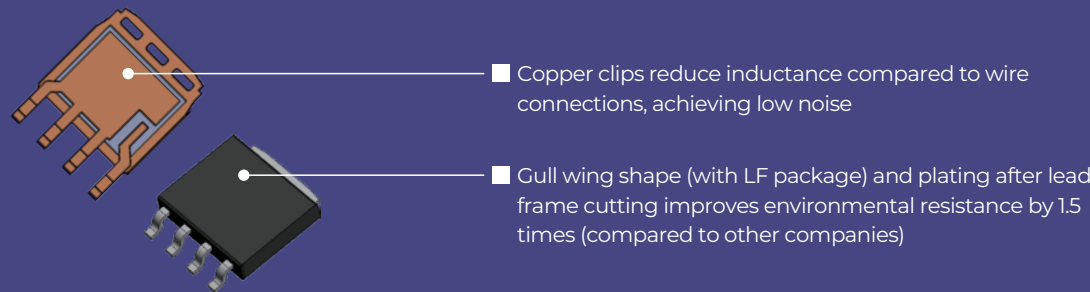 Copper clips reduce inductance compared to wire
connections, achieving low noise
Gull wing shape (with LF package) and plating after lead
frame cutting improves environmental resistance by 1.5
times (compared to other companies)